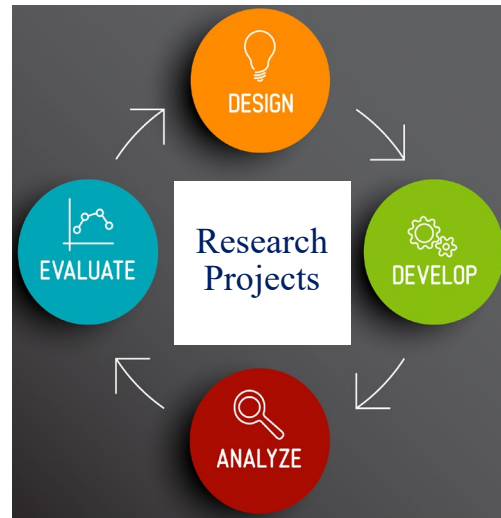 DESIGN
EVALUATE
Research
Projects
DEVELOP
ANALYZE